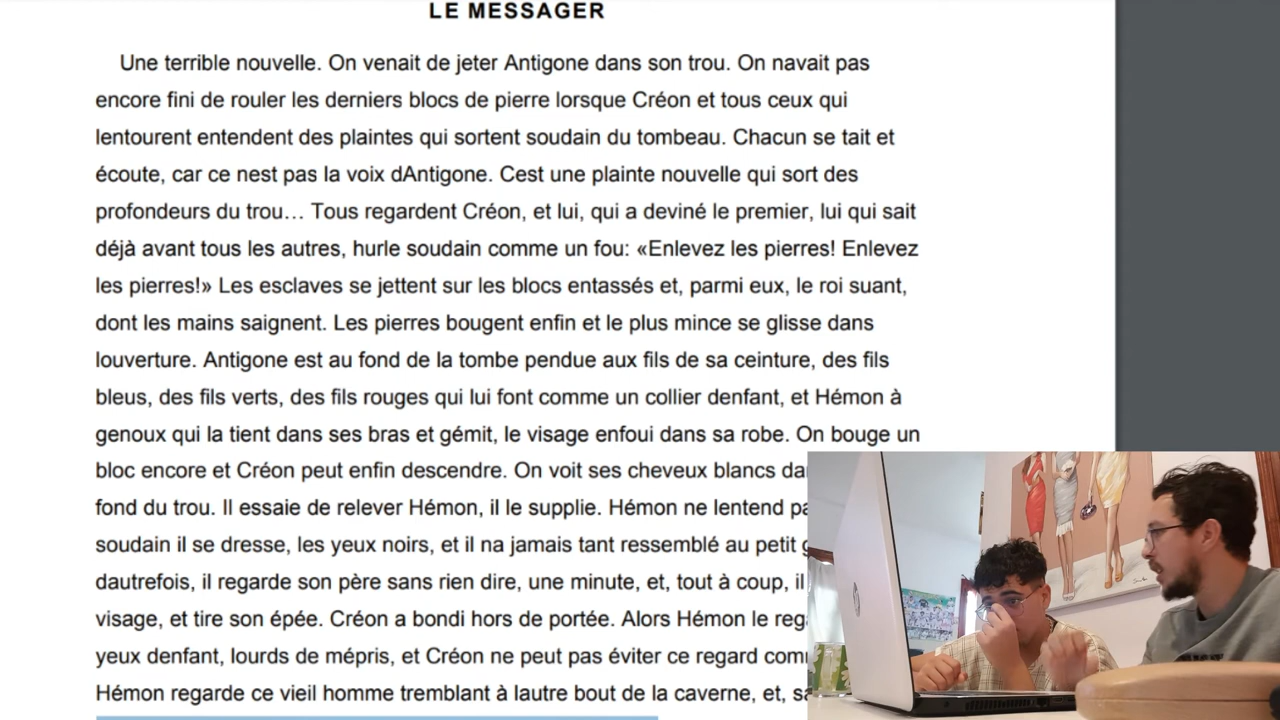 LE MESSAGER
Une terrible nouvelle. On venait de jeter Antigone dans son trou. On navait pas
encore fini de rouler les derniers blocs de pierre lorsque Créon et tous ceux qui
lentourent entendent des plaintes qui sortent soudain du tombeau. Chacun se tait et
écoute, car ce nest pas la voix dAntigone. Cest une plainte nouvelle qui sort des
profondeurs du trou… Tous regardent Créon, et lui, qui a deviné le premier, lui qui sait
déjà avant tous les autres, hurle soudain comme un fou: «Enlevez les pierres! Enlevez
les pierres!» Les esclaves se jettent sur les blocs entassés et, parmi eux, le roi suant,
dont les mains saignent. Les pierres bougent enfin et le plus mince se glisse dans
louverture. Antigone est au fond de la tombe pendue aux fils de sa ceinture, des fils
bleus, des fils verts, des fils rouges qui lui font comme un collier denfant, et Hémon à
genoux qui la tient dans ses bras et gémit, le visage enfoui dans sa robe. On bouge un
bloc encore et Créon peut enfin descendre. On voit ses cheveux blancs
fond du trou. Il essaie de relever Hémon, il le supplie. Hémon ne lentend
soudain il se dresse, les yeux noirs, et il na jamais tant ressemblé au petit
dautrefois, il regarde son père sans rien dire, une minute, et, tout à coup, il
visage, et tire son épée. Créon a bondi hors de portée. Alors Hémon le
yeux denfant, lourds de mépris, et Créon ne peut pas éviter ce regard
Hémon regarde ce vieil homme tremblant à lautre bout de la caverne, et,